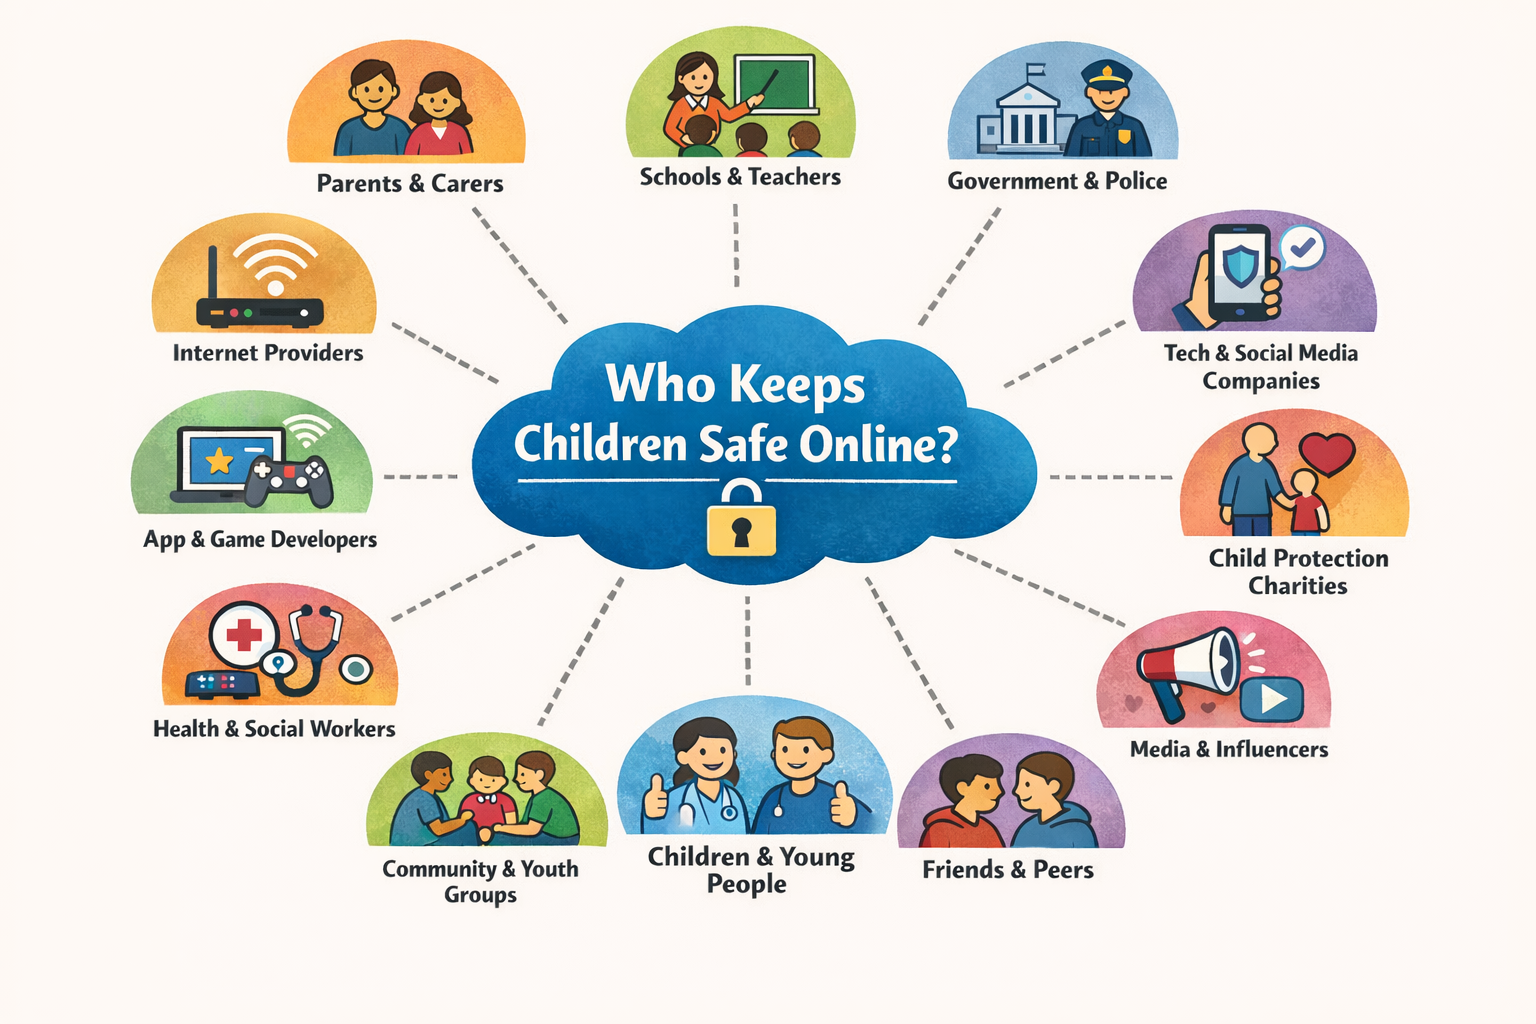 Parents & Carers
Schools & Teachers
Government & Police
Internet Providers
Tech & Social Media
Companies
Who Keeps
Children Safe Online?
App & Game Developers
Child Protection
Charities
Health & Social Workers
Media & Influencers
Community & Youth
Groups
Children & Young
People
Friends & Peers